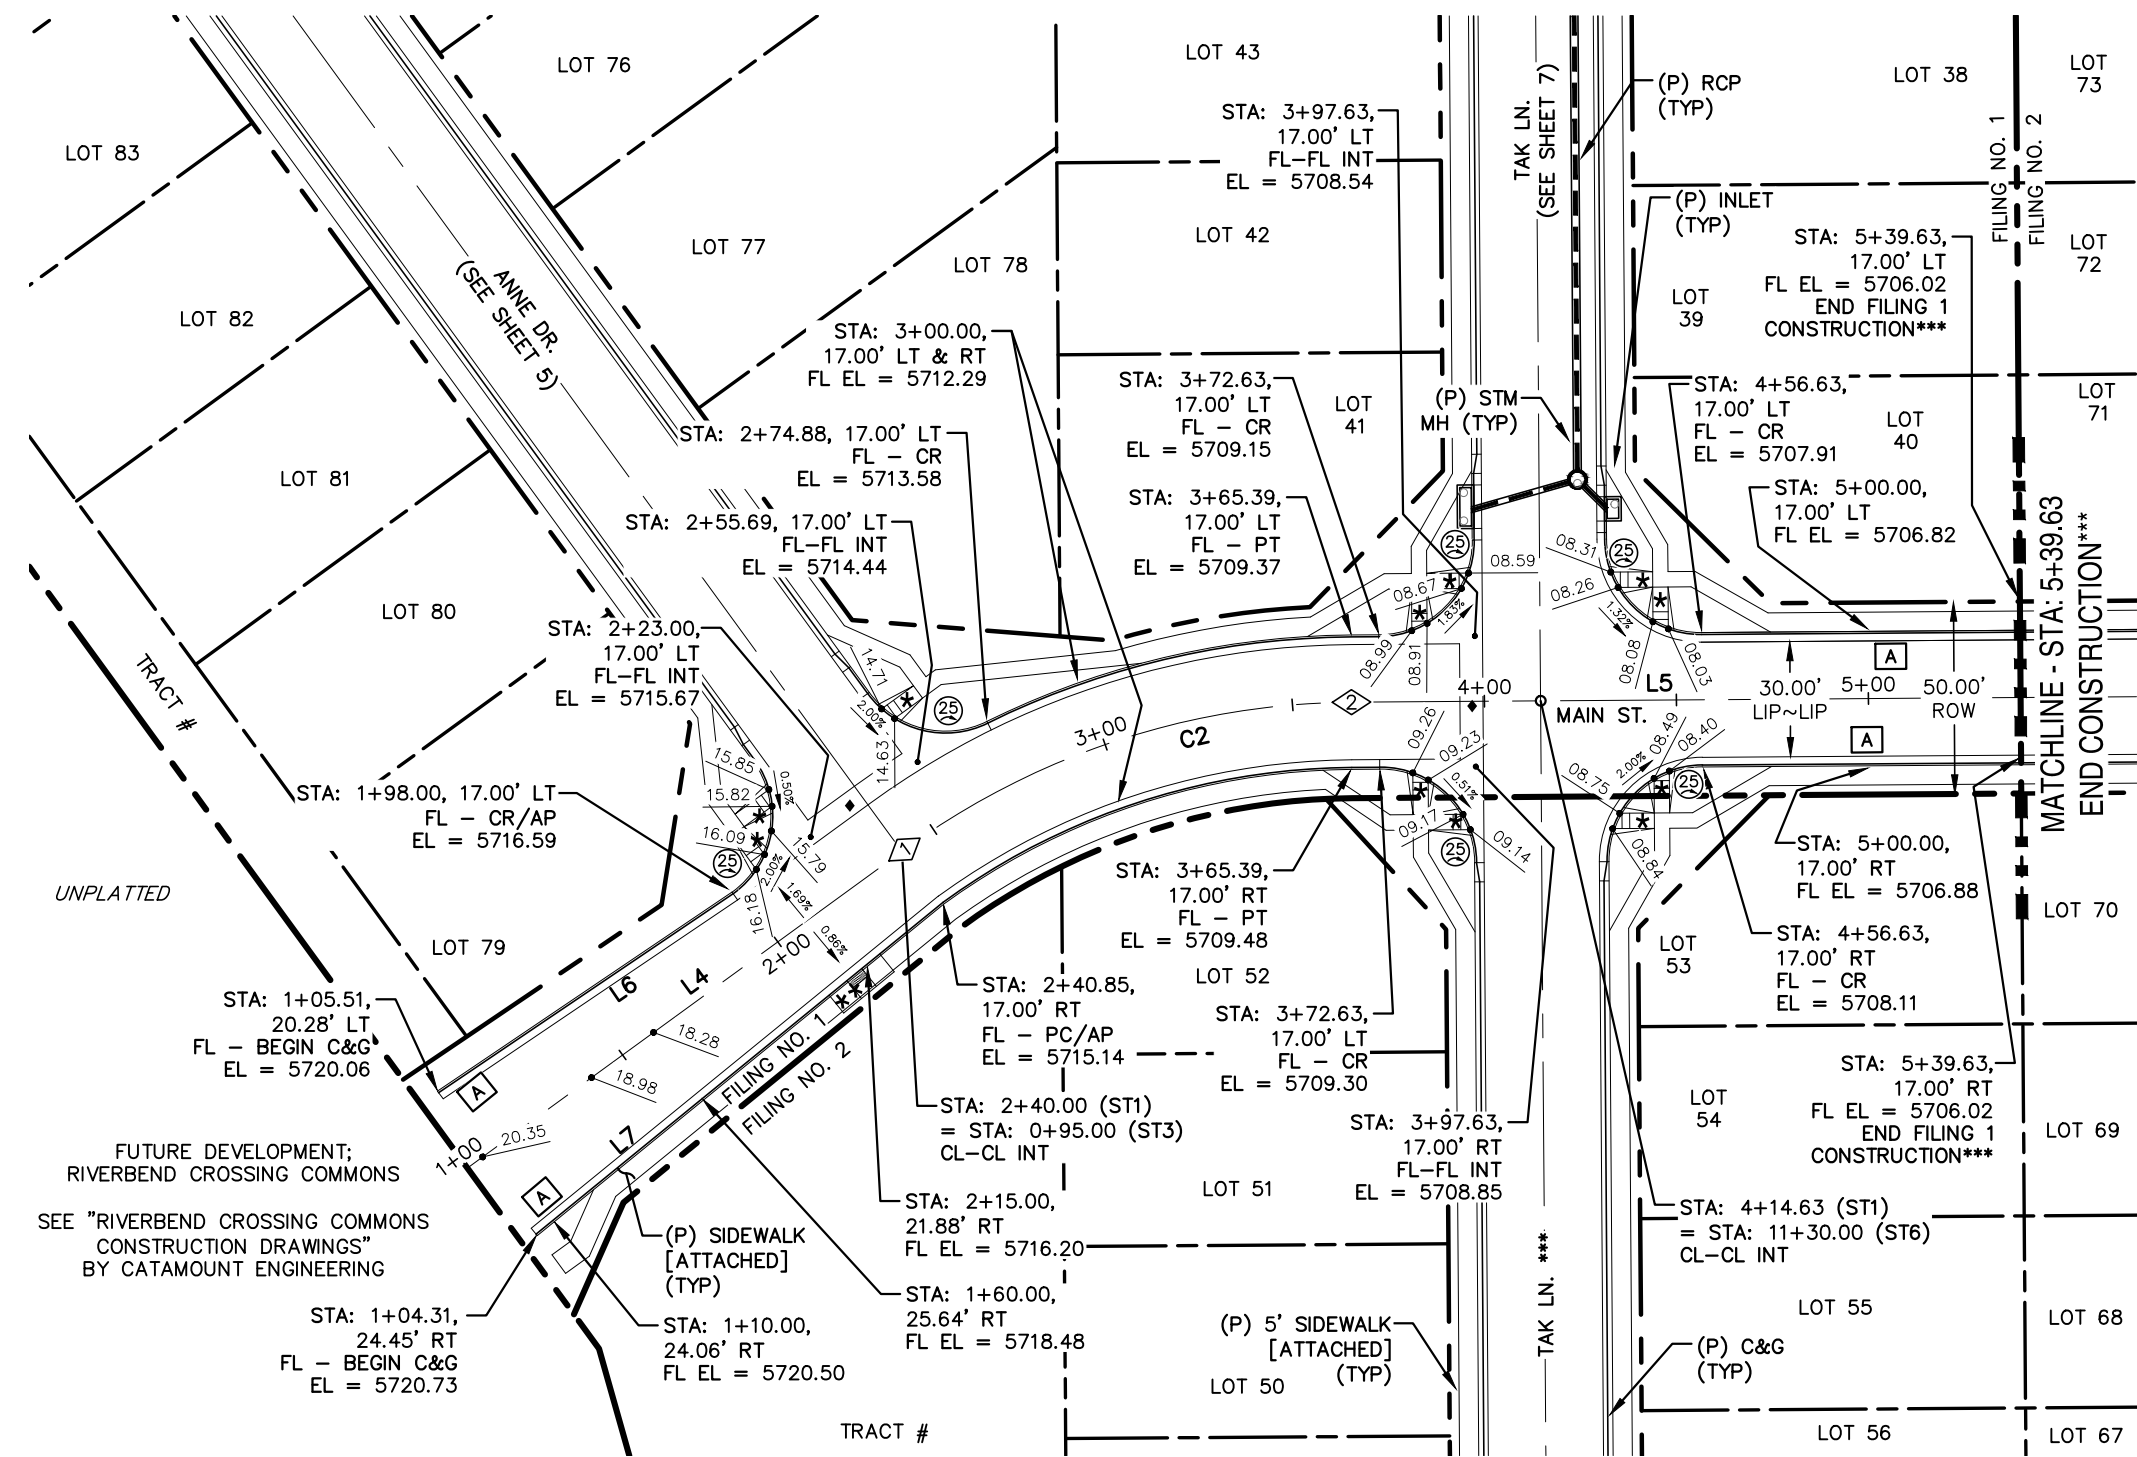 LOT 76
LOT 43
LOT 38
LOT
73
LOT 83
(P) RCP
(TYP)
STA: 3+97.63,
17.00' LT
FL-FL INT
EL = 5708.54
TAK LN.
(SEE SHEET 7)
FILING NO. 1
FILING NO. 2
(P) INLET
(TYP)
LOT 77
LOT 78
LOT 42
LOT
39
STA: 5+39.63,
17.00' LT
FL EL = 5706.02
END FILING 1
CONSTRUCTION***
LOT
72
LOT 82
ANNE DR.
(SEE SHEET 5)
STA: 3+00.00,
17.00' LT & RT
FL EL = 5712.29
STA: 3+72.63,
17.00' LT
FL - CR
EL = 5709.15
LOT
41
(P) STM
MH (TYP)
STA: 4+56.63,
17.00' LT
FL - CR
EL = 5707.91
LOT
40
LOT
71
STA: 2+74.88, 17.00' LT
FL - CR
EL = 5713.58
LOT 81
STA: 3+65.39,
17.00' LT
FL - PT
EL = 5709.37
STA: 5+00.00,
17.00' LT
FL EL = 5706.82
STA: 2+55.69, 17.00' LT
FL-FL INT
EL = 5714.44
MATCHLINE - STA. 5+39.63
END CONSTRUCTION***
LOT 80
STA: 2+23.00,
17.00' LT
FL-FL INT
EL = 5715.67
25
08.59
08.31
25
08.67
1.83%
08.26
1.32%
08.99
08.91
08.08
08.03
14.71
*
2.00%
25
14.63
TRACT #
A
L5
4+00
2
30.00'
LIP~LIP
5+00
50.00'
ROW
MAIN ST.
3+00
C2
A
15.85
0.50%
15.82
16.09
25
2.00%
15.79
1.69%
16.18
1
09.26
09.23
0.51%
09.17
09.14
25
08.49
08.40
2.00%
08.75
25
08.84
STA: 1+98.00, 17.00' LT
FL - CR/AP
EL = 5716.59
STA: 3+65.39,
17.00' RT
FL - PT
EL = 5709.48
STA: 5+00.00,
17.00' RT
FL EL = 5706.88
UNPLATTED
LOT 79
LOT 70
0.86%
2+00
L4
L6
LOT 52
LOT
53
STA: 4+56.63,
17.00' RT
FL - CR
EL = 5708.11
STA: 1+05.51,
20.28' LT
FL - BEGIN C&G
EL = 5720.06
**
STA: 2+40.85,
17.00' RT
FL - PC/AP
EL = 5715.14
STA: 3+72.63,
17.00' LT
FL - CR
EL = 5709.30
18.28
18.98
FILING NO. 1
FILING NO. 2
A
STA: 5+39.63,
17.00' RT
FL EL = 5706.02
END FILING 1
CONSTRUCTION***
STA: 2+40.00 (ST1)
= STA: 0+95.00 (ST3)
CL-CL INT
STA: 3+97.63,
17.00' RT
FL-FL INT
EL = 5708.85
LOT
54
LOT 69
1+00
20.35
L7
FUTURE DEVELOPMENT;
RIVERBEND CROSSING COMMONS
SEE "RIVERBEND CROSSING COMMONS
CONSTRUCTION DRAWINGS"
BY CATAMOUNT ENGINEERING
A
LOT 51
STA: 2+15.00,
21.88' RT
FL EL = 5716.20
STA: 4+14.63 (ST1)
= STA: 11+30.00 (ST6)
CL-CL INT
(P) SIDEWALK
[ATTACHED]
(TYP)
TAK LN. ***
STA: 1+60.00,
25.64' RT
FL EL = 5718.48
STA: 1+04.31,
24.45' RT
FL - BEGIN C&G
EL = 5720.73
STA: 1+10.00,
24.06' RT
FL EL = 5720.50
(P) 5' SIDEWALK
[ATTACHED]
(TYP)
LOT 55
LOT 68
(P) C&G
(TYP)
LOT 50
TRACT #
LOT 56
LOT 67